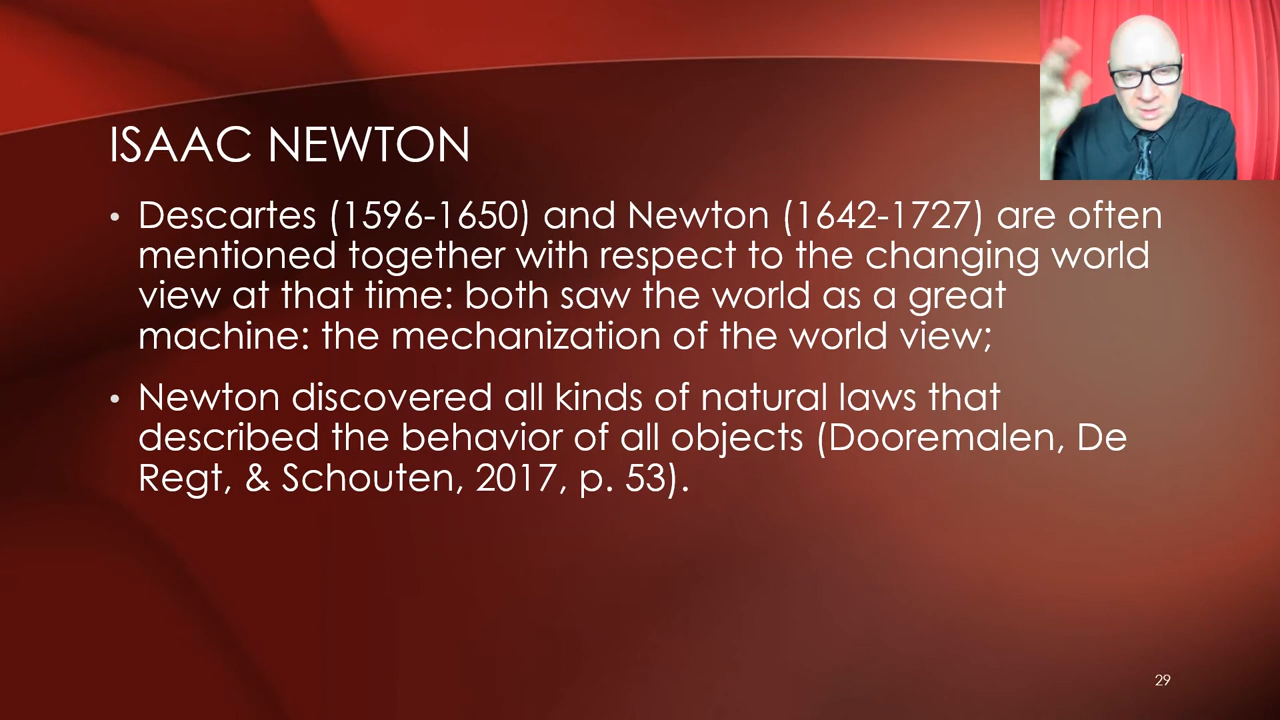 ISAAC NEWTON
• Descartes (1596-1650) and Newton (1642-1727) are often
mentioned together with respect to the changing world
view at that time: both saw the world as a great
machine: the mechanization of the world view;
• Newton discovered all kinds of natural laws that
described the behavior of all objects (Dooremalen, De
Regt, & Schouten, 2017, p. 53).
29